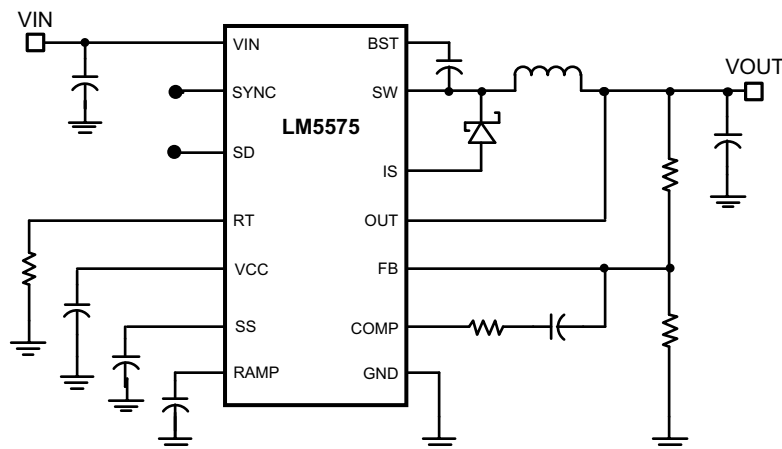 VIN
VOUT
LM5575
VIN
SYNC
SD
RT
VCC
SS
RAMP
BST
SW
IS
OUT
FB
COMP
GND